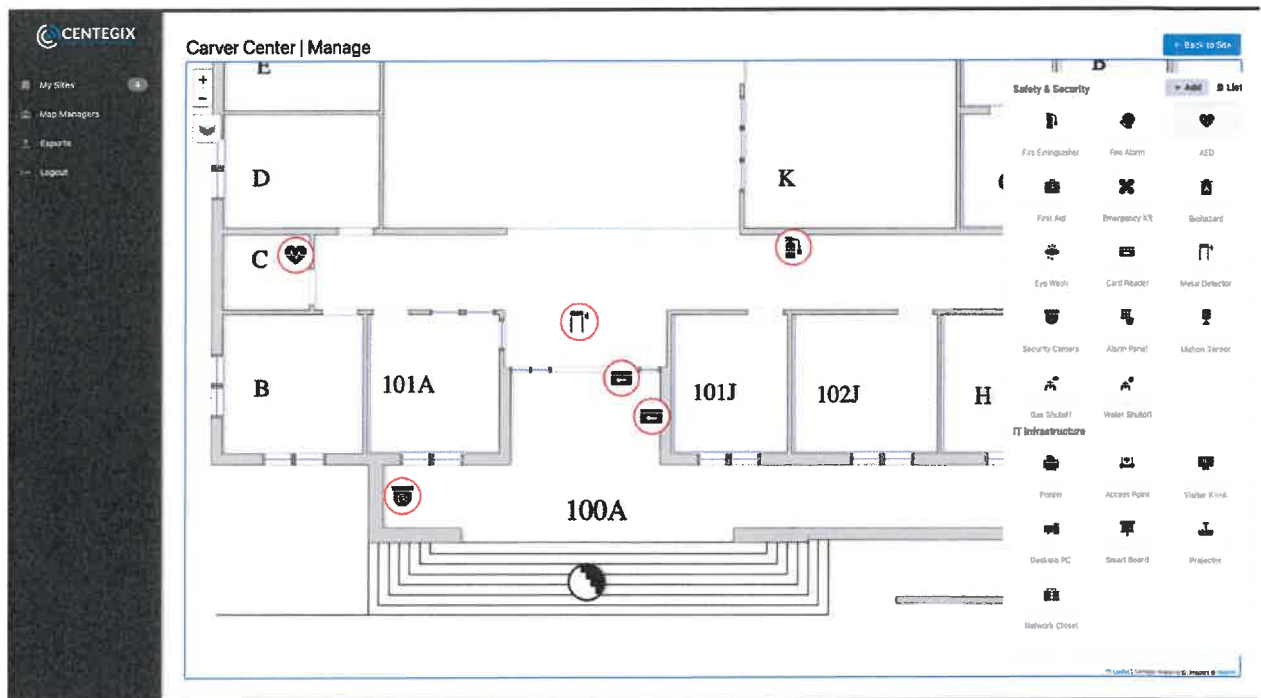 CENTEGIX
Carver Center | Manage
← Back to Site
My Sites 4
Map Managers
Exports
Logout
+
−
E
D
K
C
B
101A
101J
102J
H
100A
B
Safety & Security
+ Add
List
Fire Extinguisher
Fire Alarm
AED
First Aid
Emergency Kit
Biohazard
Eye Wash
Card Reader
Metal Detector
Security Camera
Alarm Panel
Motion Sensor
Gas Shutoff
Water Shutoff
IT Infrastructure
Printer
Access Point
Visitor Kiosk
Desktop PC
Smart Board
Projector
Network Closet
Leaflet